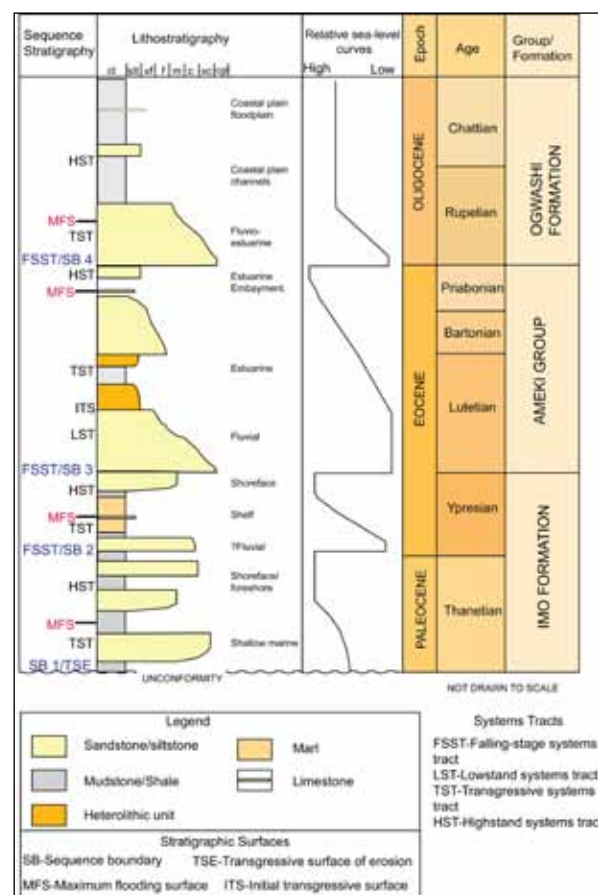 Sequence Stratigraphy
Lithostratigraphy
Relative sea-level curves
Epoch
Age
Group/ Formation
High Low
Coastal plain floodplain
Chattian
HST
Coastal plain channels
OLIGOCENE
OGWASHI FORMATION
MFS
TST
Fluvio-estuarine
Rupelian
FSST/SB 4
HST
Estuarine Embayment
MFS
Priabonian
Bartonian
TST
Estuarine
EOCENE
AMEKI GROUP
ITS
Lutetian
LST
Fluvial
FSST/SB 3
HST
Shoreface
MFS
Shelf
Ypresian
TST
FSST/SB 2
?Fluvial
IMO FORMATION
HST
Shoreface/ foreshore
PALEOCENE
Thanetian
MFS
TST
Shallow marine
SB 1/TSE
UNCONFORMITY
NOT DRAWN TO SCALE
Legend
Sandstone/siltstone
Marl
Mudstone/Shale
Limestone
Heterolithic unit
Stratigraphic Surfaces
SB-Sequence boundary TSE-Transgressive surface of erosion
MFS-Maximum flooding surface ITS-Initial transgressive surface
Systems Tracts
FSST-Falling-stage systems
tract
LST-Lowstand systems tract
TST-Transgressive systems
tract
HST-Highstand systems tract